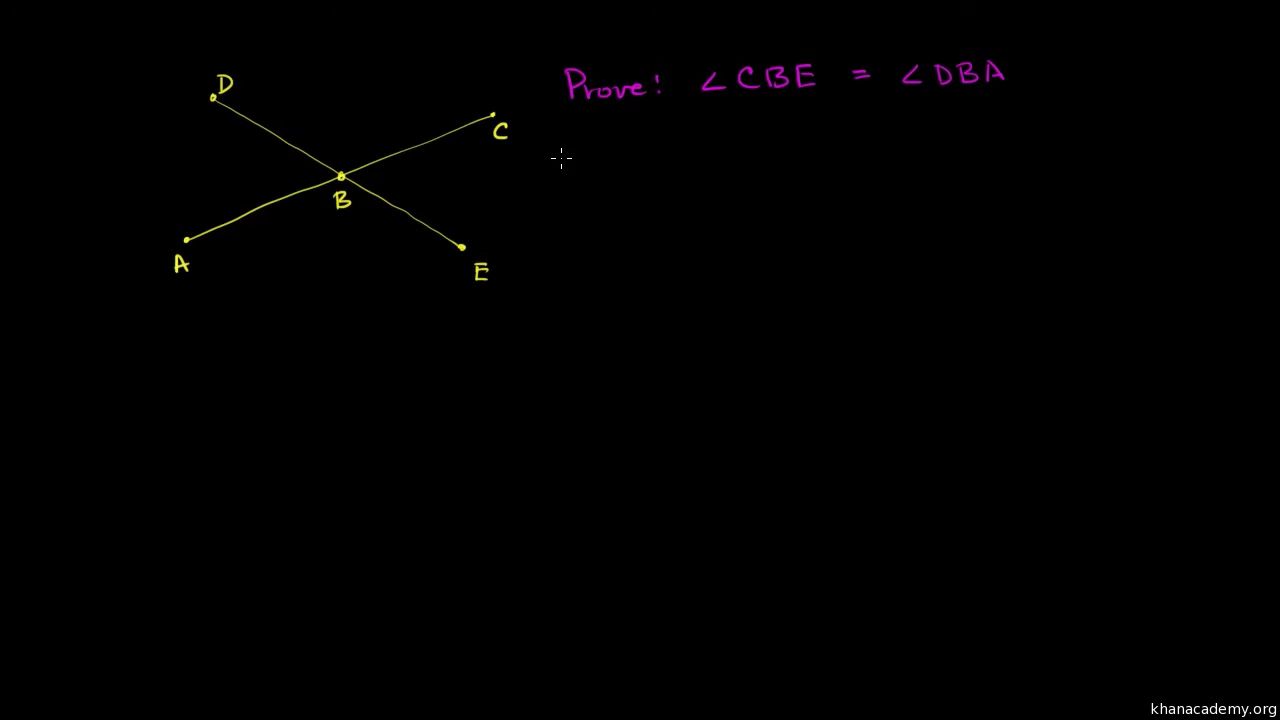 Prove: ∠CBE = ∠DBA
D
C
B
A
E
khanacademy.org